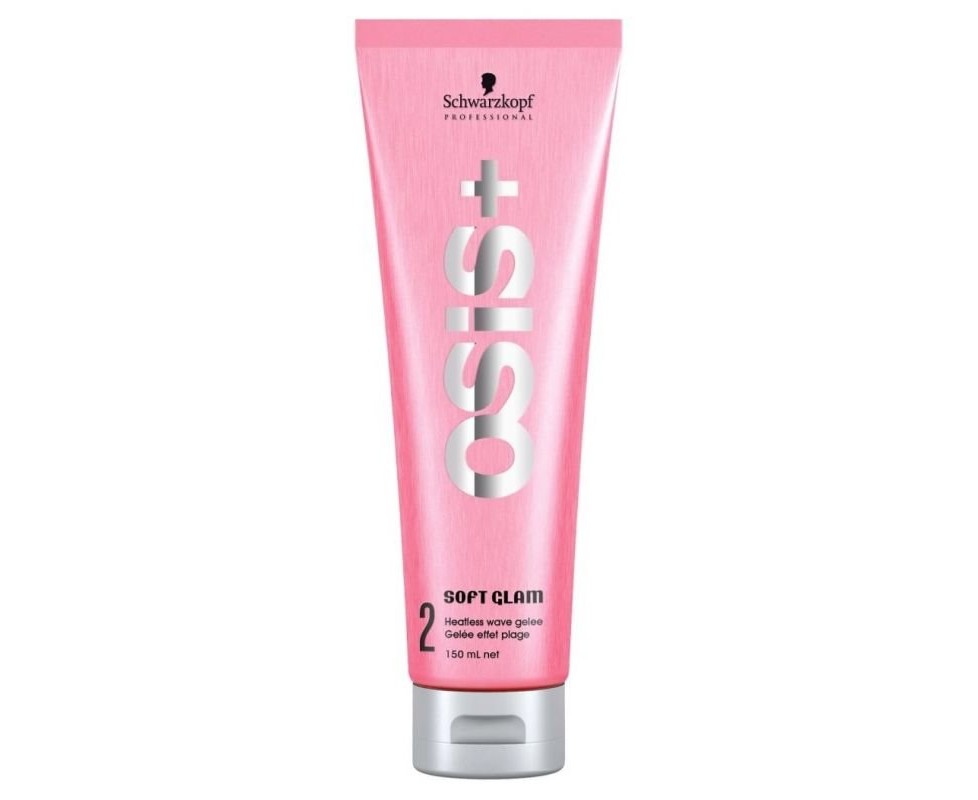 Schwarzkopf
PROFESSIONAL
OSiS+
SOFT GLAM
2
Heatless wave gelee
Gelée effet plage
150 mL net